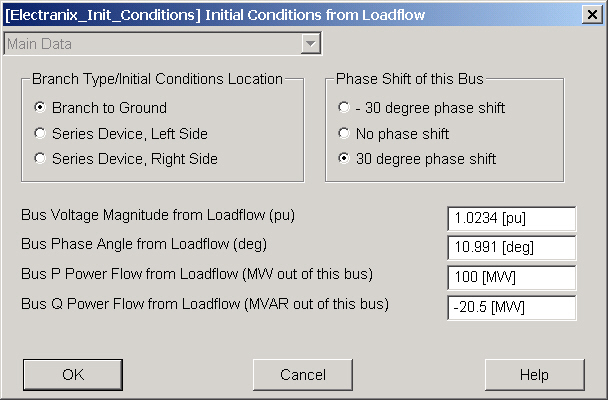 [Electranix_Init_Conditions] Initial Conditions from Loadflow
Main Data
Branch Type/Initial Conditions Location
Branch to Ground
Series Device, Left Side
Series Device, Right Side
Phase Shift of this Bus
- 30 degree phase shift
No phase shift
30 degree phase shift
Bus Voltage Magnitude from Loadflow (pu) 1.0234 [pu]
Bus Phase Angle from Loadflow (deg) 10.991 [deg]
Bus P Power Flow from Loadflow (MW out of this bus) 100 [MW]
Bus Q Power Flow from Loadflow (MVAR out of this bus) -20.5 [MW]
OK Cancel Help